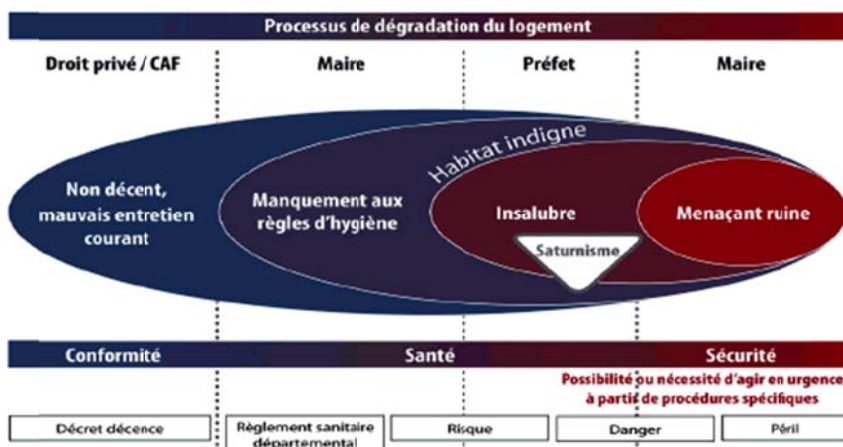 Processus de dégradation du logement
Droit privé / CAF
Maire
Préfet
Maire
Habitat indigne
Non décent,
mauvais entretien
courant
Manquement aux
règles d'hygiène
Insalubre
Menaçant ruine
Saturnisme
Conformité
Santé
Sécurité
Possibilité ou nécessité d'agir en urgence
à partir de procédures spécifiques
Décret décence
Règlement sanitaire
départemental
Risque
Danger
Péril